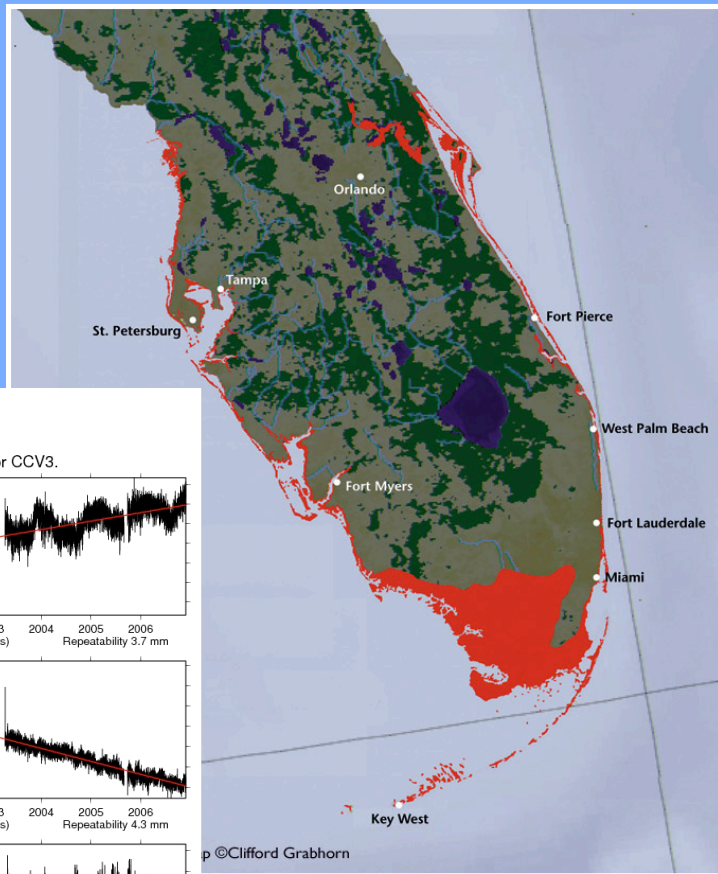 Orlando
Tampa
St. Petersburg
Fort Pierce
West Palm Beach
Fort Myers
Fort Lauderdale
Miami
Key West
©Clifford Grabhorn
CCV3.
2004 2005 2006
Repeatability 3.7 mm
2004 2005 2006
Repeatability 4.3 mm